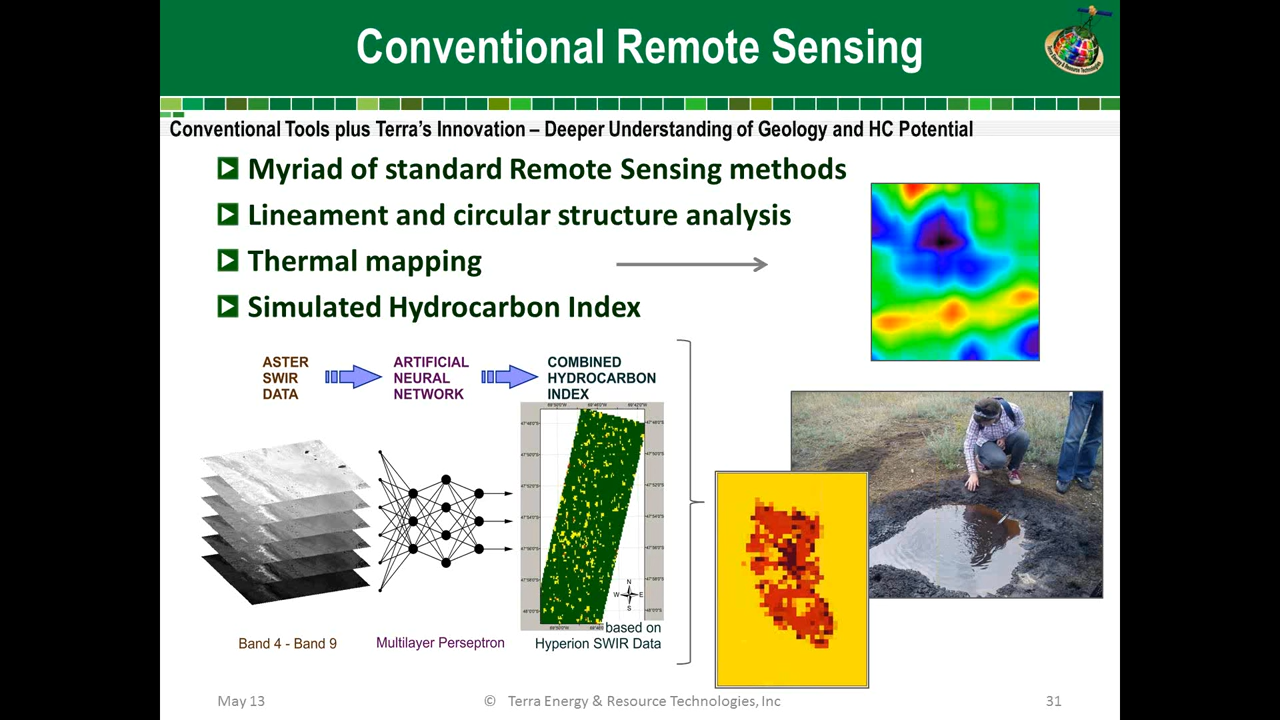 Conventional Remote Sensing
Conventional Tools plus Terra's Innovation – Deeper Understanding of Geology and HC Potential
Myriad of standard Remote Sensing methods
Lineament and circular structure analysis
Thermal mapping
Simulated Hydrocarbon Index
ASTER
SWIR
DATA
ARTIFICIAL
NEURAL
NETWORK
COMBINED
HYDROCARBON
INDEX
N
W
E
S
Band 4 - Band 9
Multilayer Perseptron
based on
Hyperion SWIR Data
May 13
© Terra Energy & Resource Technologies, Inc
31